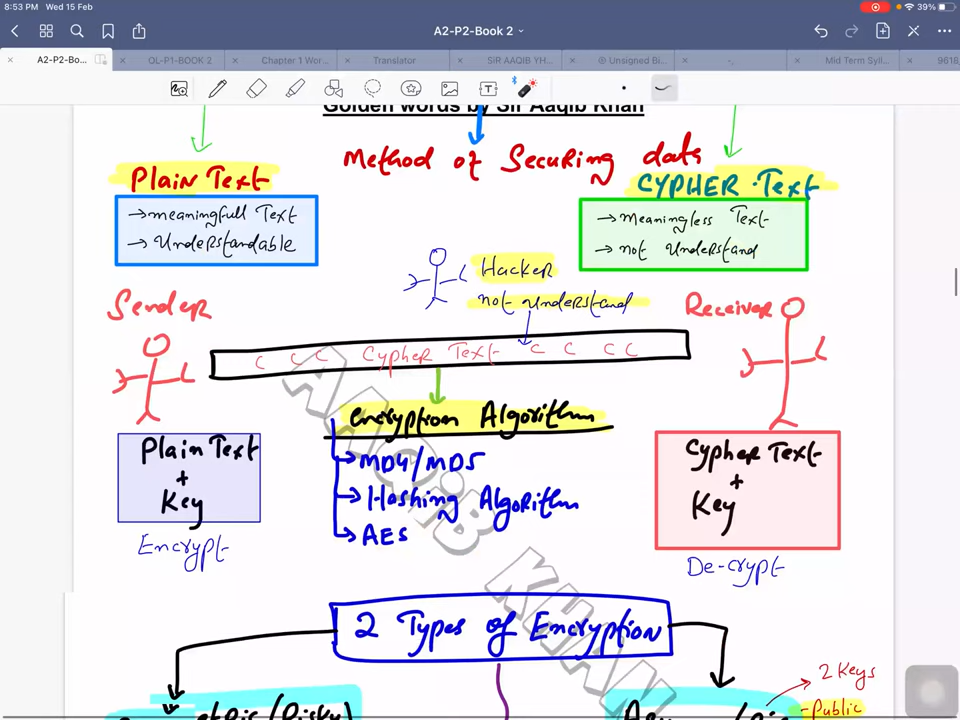 8:53 PM Wed 15 Feb
39%
A2-P2-Book 2
A2-P2-Bo...
OL-P1-BOOK 2
Chapter 1 Wor...
Translator
SiR AAQIB YH...
Unsigned Bi...
Mid Term Syll...
9618
Golden words by Sir Aaqib Khan
Method of Securing data
Plain Text
CYPHER Text
→meaningfull Text
→Understandable
→meaningless Text
→not Understand
Hacker
not understand
Sender
Receiver
C C C Cypher Text C C C C
Encryption Algorithm
Plain Text
+
Key
Encrypt
→MD4/MD5
→Hashing Algorithm
→AES
Cypher Text
+
Key
De-crypt
AAQIB KHAN
2 Types of Encryption
2 Keys
-Public